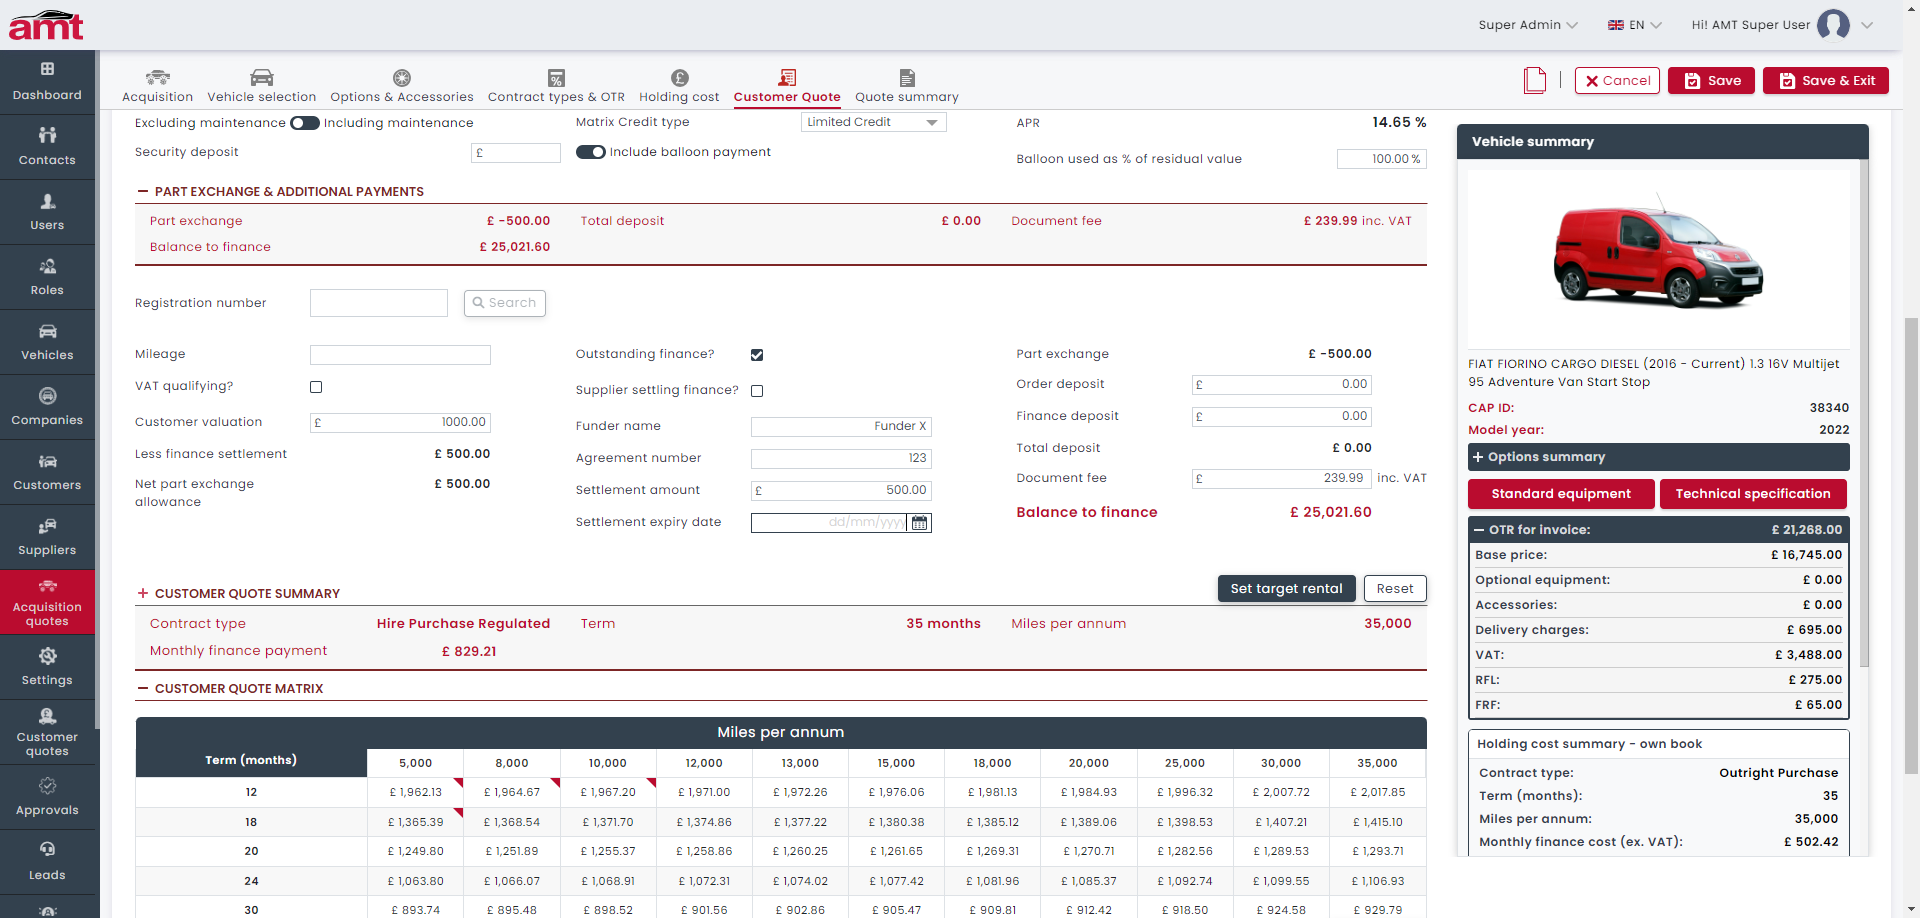 amt
Super Admin
EN
Hi! AMT Super User
Dashboard
Contacts
Users
Roles
Vehicles
Companies
Customers
Suppliers
Acquisition
quotes
Settings
Customer
quotes
Approvals
Leads
Acquisition
Vehicle selection
Options & Accessories
Contract types & OTR
Holding cost
Customer Quote
Quote summary
Cancel
Save
Save & Exit
Excluding maintenance Including maintenance
Matrix Credit type Limited Credit
APR 14.65 %
Security deposit £
Include balloon payment
Balloon used as % of residual value 100.00 %
PART EXCHANGE & ADDITIONAL PAYMENTS
Part exchange £ -500.00 Total deposit £ 0.00 Document fee £ 239.99 inc. VAT
Balance to finance £ 25,021.60
Registration number Search
Mileage
VAT qualifying?
Customer valuation £ 1000.00
Less finance settlement £ 500.00
Net part exchange
allowance £ 500.00
Outstanding finance?
Supplier settling finance?
Funder name Funder X
Agreement number 123
Settlement amount £ 500.00
Settlement expiry date dd/mm/yyyy
Part exchange £ -500.00
Order deposit £ 0.00
Finance deposit £ 0.00
Total deposit £ 0.00
Document fee £ 239.99 inc. VAT
Balance to finance £ 25,021.60
CUSTOMER QUOTE SUMMARY
Set target rental Reset
Contract type Hire Purchase Regulated Term 35 months Miles per annum 35,000
Monthly finance payment £ 829.21
CUSTOMER QUOTE MATRIX
Miles per annum
Term (months) 5,000 8,000 10,000 12,000 13,000 15,000 18,000 20,000 25,000 30,000 35,000
12 £ 1,962.13 £ 1,964.67 £ 1,967.20 £ 1,971.00 £ 1,972.26 £ 1,976.06 £ 1,981.13 £ 1,984.93 £ 1,996.32 £ 2,007.72 £ 2,017.85
18 £ 1,365.39 £ 1,368.54 £ 1,371.70 £ 1,374.86 £ 1,377.22 £ 1,380.38 £ 1,385.12 £ 1,389.06 £ 1,398.53 £ 1,407.21 £ 1,415.10
20 £ 1,249.80 £ 1,251.89 £ 1,255.37 £ 1,258.86 £ 1,260.25 £ 1,261.65 £ 1,269.31 £ 1,270.71 £ 1,282.56 £ 1,289.53 £ 1,293.71
24 £ 1,063.80 £ 1,066.07 £ 1,068.91 £ 1,072.31 £ 1,074.02 £ 1,077.42 £ 1,081.96 £ 1,085.37 £ 1,092.74 £ 1,099.55 £ 1,106.93
30 £ 893.74 £ 895.48 £ 898.52 £ 901.56 £ 902.86 £ 905.47 £ 909.81 £ 912.42 £ 918.50 £ 924.58 £ 929.79
Vehicle summary
FIAT FIORINO CARGO DIESEL (2016 - Current) 1.3 16V Multijet
95 Adventure Van Start Stop
CAP ID: 38340
Model year: 2022
Options summary
Standard equipment Technical specification
OTR for invoice: £ 21,268.00
Base price: £ 16,745.00
Optional equipment: £ 0.00
Accessories: £ 0.00
Delivery charges: £ 695.00
VAT: £ 3,488.00
RFL: £ 275.00
FRF: £ 65.00
Holding cost summary - own book
Contract type: Outright Purchase
Term (months): 35
Miles per annum: 35,000
Monthly finance cost (ex. VAT): £ 502.42